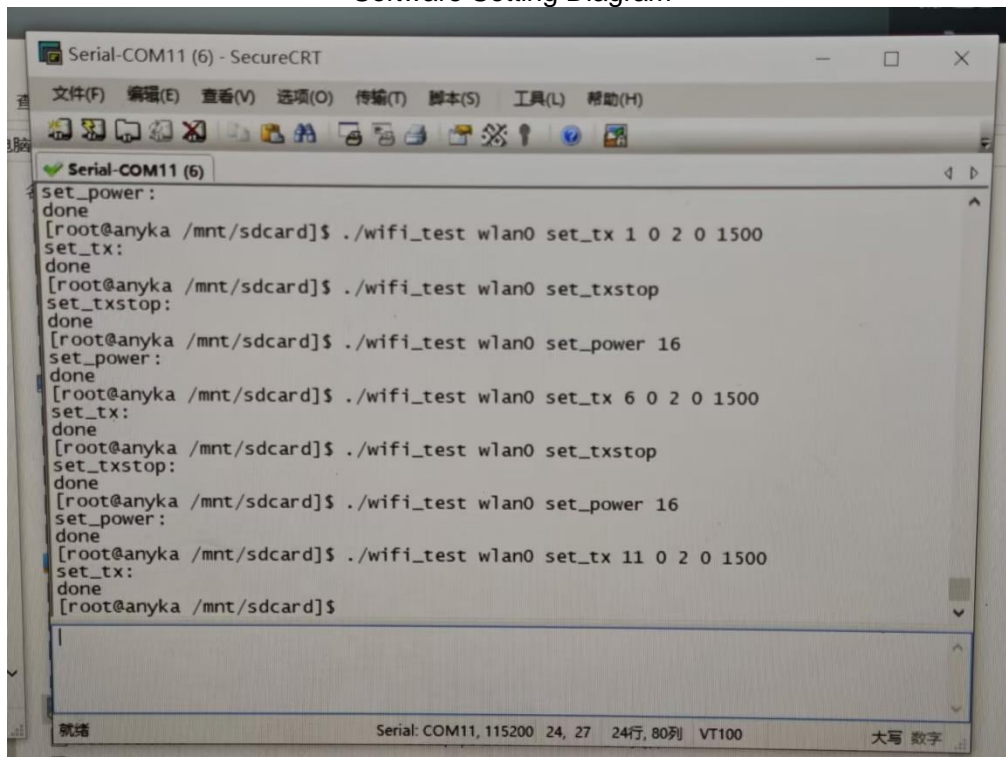 Software Setting Diagram
Serial-COM11 (6) - SecureCRT
文件(F) 编辑(E) 查看(V) 选项(O) 传输(T) 脚本(S) 工具(L) 帮助(H)
Serial-COM11 (6)
set_power:
done
[root@anyka /mnt/sdcard]$ ./wifi_test wlan0 set_tx 1 0 2 0 1500
set_tx:
done
[root@anyka /mnt/sdcard]$ ./wifi_test wlan0 set_txstop
set_txstop:
done
[root@anyka /mnt/sdcard]$ ./wifi_test wlan0 set_power 16
set_power:
done
[root@anyka /mnt/sdcard]$ ./wifi_test wlan0 set_tx 6 0 2 0 1500
set_tx:
done
[root@anyka /mnt/sdcard]$ ./wifi_test wlan0 set_txstop
set_txstop:
done
[root@anyka /mnt/sdcard]$ ./wifi_test wlan0 set_power 16
set_power:
done
[root@anyka /mnt/sdcard]$ ./wifi_test wlan0 set_tx 11 0 2 0 1500
set_tx:
done
[root@anyka /mnt/sdcard]$
就绪 Serial: COM11, 115200 24, 27 24行, 80列 VT100 大写 数字